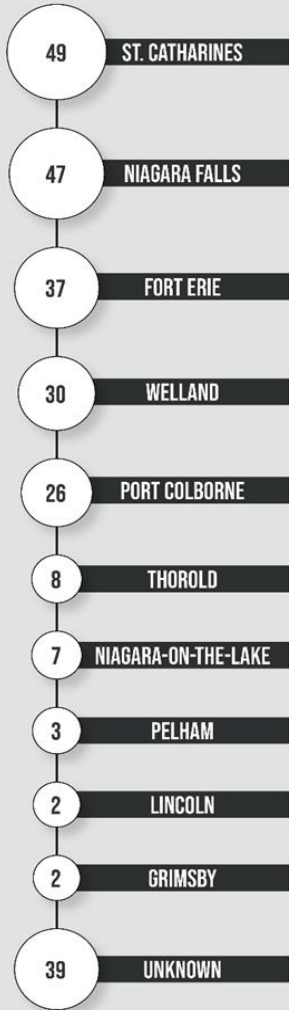 49 ST. CATHARINES
47 NIAGARA FALLS
37 FORT ERIE
30 WELLAND
26 PORT COLBORNE
8 THOROLD
7 NIAGARA-ON-THE-LAKE
3 PELHAM
2 LINCOLN
2 GRIMSBY
39 UNKNOWN